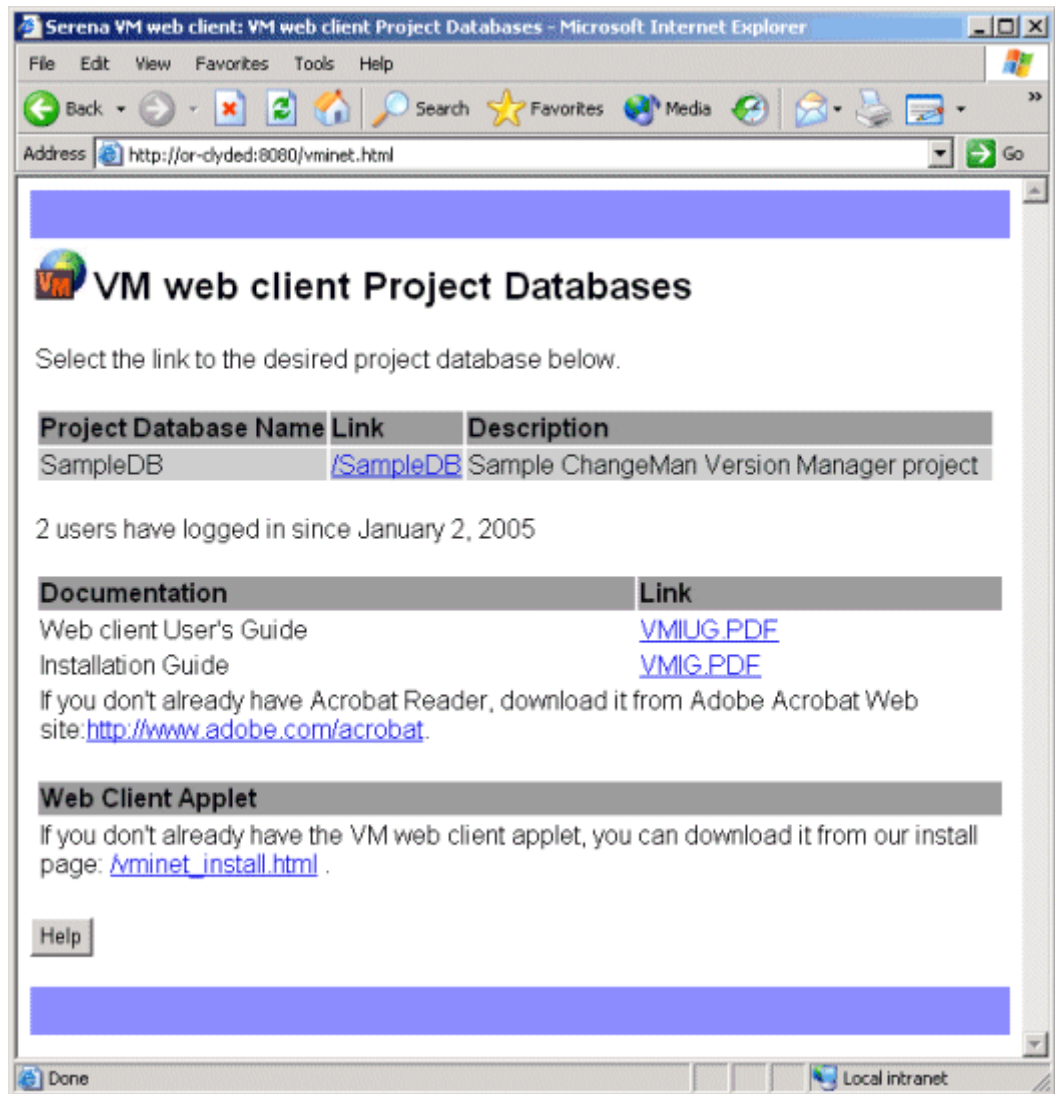 Serena VM web client: VM web client Project Databases - Microsoft Internet Explorer
File Edit View Favorites Tools Help
Back Search Favorites Media »
Address http://or-clyded:8080/vminet.html Go
VM VM web client Project Databases
Select the link to the desired project database below.
Project Database Name Link Description
SampleDB /SampleDB Sample ChangeMan Version Manager project
2 users have logged in since January 2, 2005
Documentation Link
Web client User's Guide VMIUG.PDF
Installation Guide VMIG.PDF
If you don't already have Acrobat Reader, download it from Adobe Acrobat Web
site:http://www.adobe.com/acrobat.
Web Client Applet
If you don't already have the VM web client applet, you can download it from our install
page: /vminet_install.html .
Help
Done Local intranet